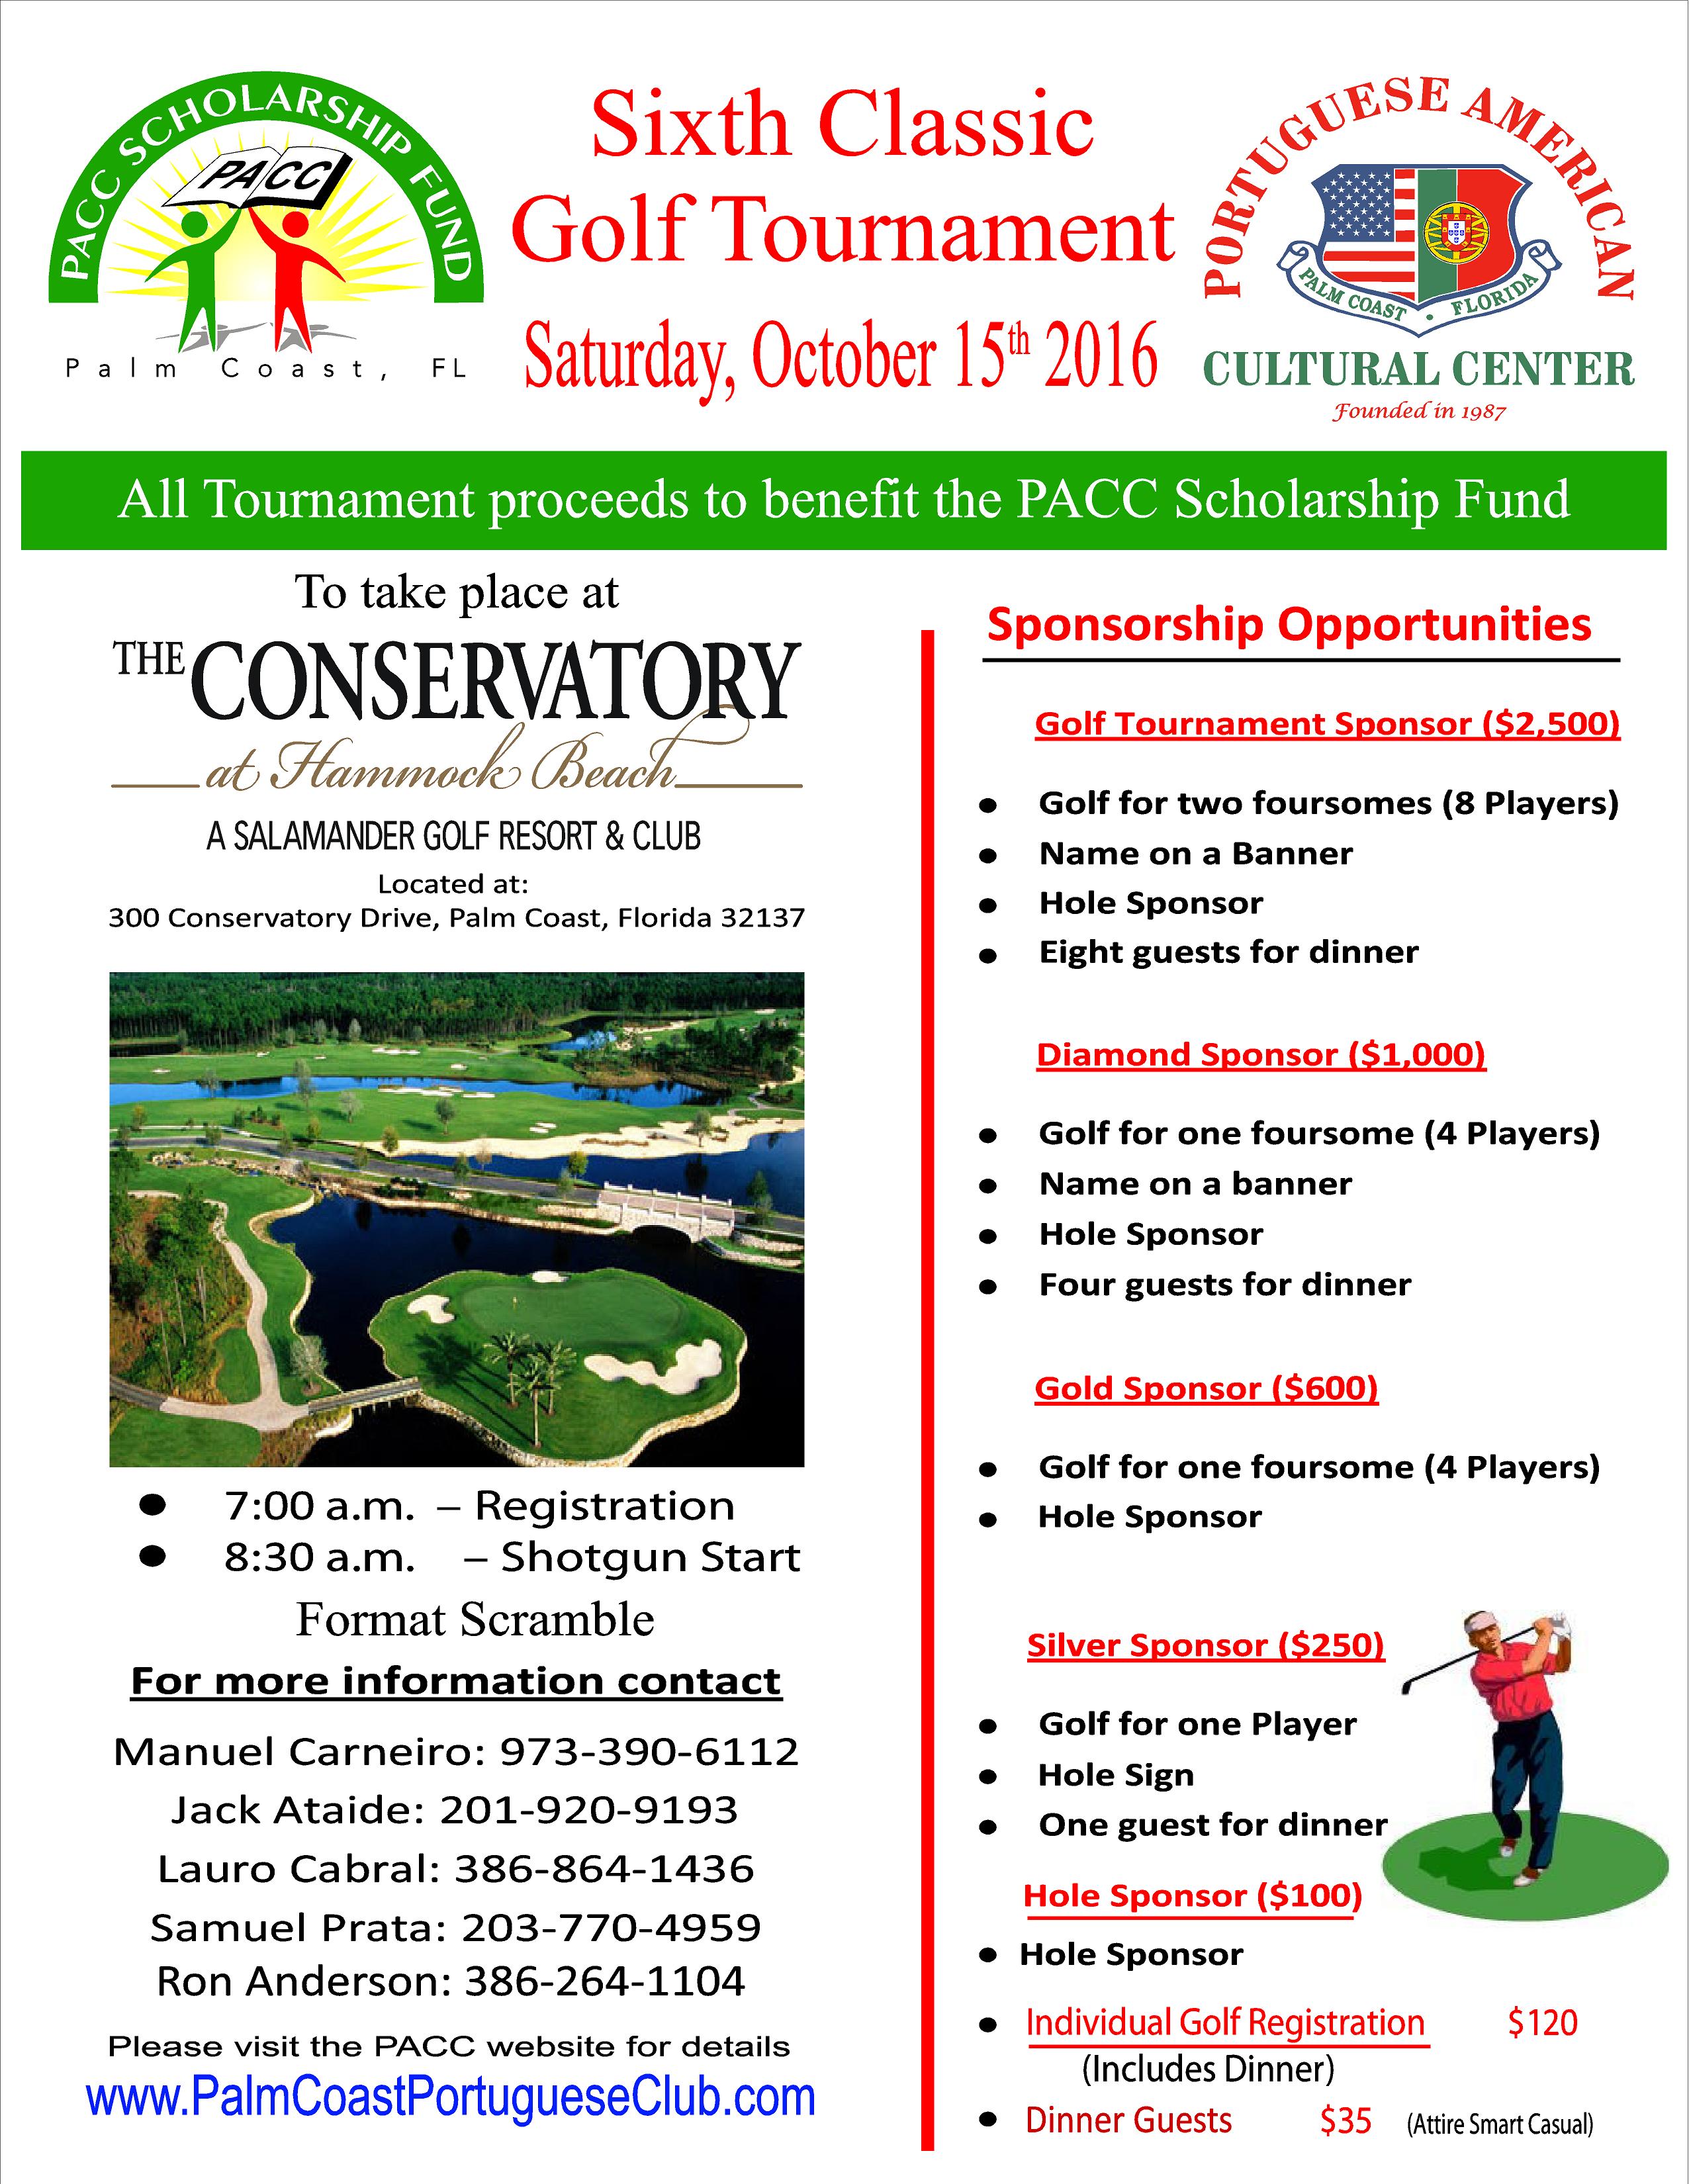 PACC SCHOLARSHIP FUND
PACC
Palm Coast, FL
Sixth Classic
Golf Tournament
Saturday, October 15th 2016
PORTUGUESE AMERICAN
PALM COAST • FLORIDA
CULTURAL CENTER
Founded in 1987
All Tournament proceeds to benefit the PACC Scholarship Fund
To take place at
THE CONSERVATORY
at Hammock Beach
A SALAMANDER GOLF RESORT & CLUB
Located at:
300 Conservatory Drive, Palm Coast, Florida 32137
• 7:00 a.m. – Registration
• 8:30 a.m. – Shotgun Start
Format Scramble
For more information contact
Manuel Carneiro: 973-390-6112
Jack Ataide: 201-920-9193
Lauro Cabral: 386-864-1436
Samuel Prata: 203-770-4959
Ron Anderson: 386-264-1104
Please visit the PACC website for details
www.PalmCoastPortugueseClub.com
Sponsorship Opportunities
Golf Tournament Sponsor ($2,500)
• Golf for two foursomes (8 Players)
• Name on a Banner
• Hole Sponsor
• Eight guests for dinner
Diamond Sponsor ($1,000)
• Golf for one foursome (4 Players)
• Name on a banner
• Hole Sponsor
• Four guests for dinner
Gold Sponsor ($600)
• Golf for one foursome (4 Players)
• Hole Sponsor
Silver Sponsor ($250)
• Golf for one Player
• Hole Sign
• One guest for dinner
Hole Sponsor ($100)
• Hole Sponsor
• Individual Golf Registration $120
(Includes Dinner)
• Dinner Guests $35 (Attire Smart Casual)